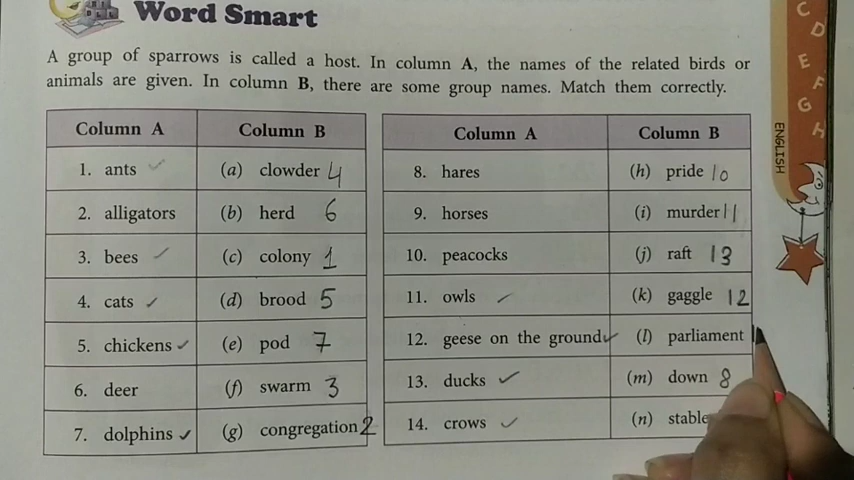 Word Smart
A group of sparrows is called a host. In column A, the names of the related birds or
animals are given. In column B, there are some group names. Match them correctly.
Column A Column B
1. ants (a) clowder 4
2. alligators (b) herd 6
3. bees (c) colony 1
4. cats (d) brood 5
5. chickens (e) pod 7
6. deer (f) swarm 3
7. dolphins (g) congregation 2
Column A Column B
8. hares (h) pride 10
9. horses (i) murder 11
10. peacocks (j) raft 13
11. owls (k) gaggle 12
12. geese on the ground (l) parliament
13. ducks (m) down 8
14. crows (n) stable
C
D
E
F
G
H
ENGLISH